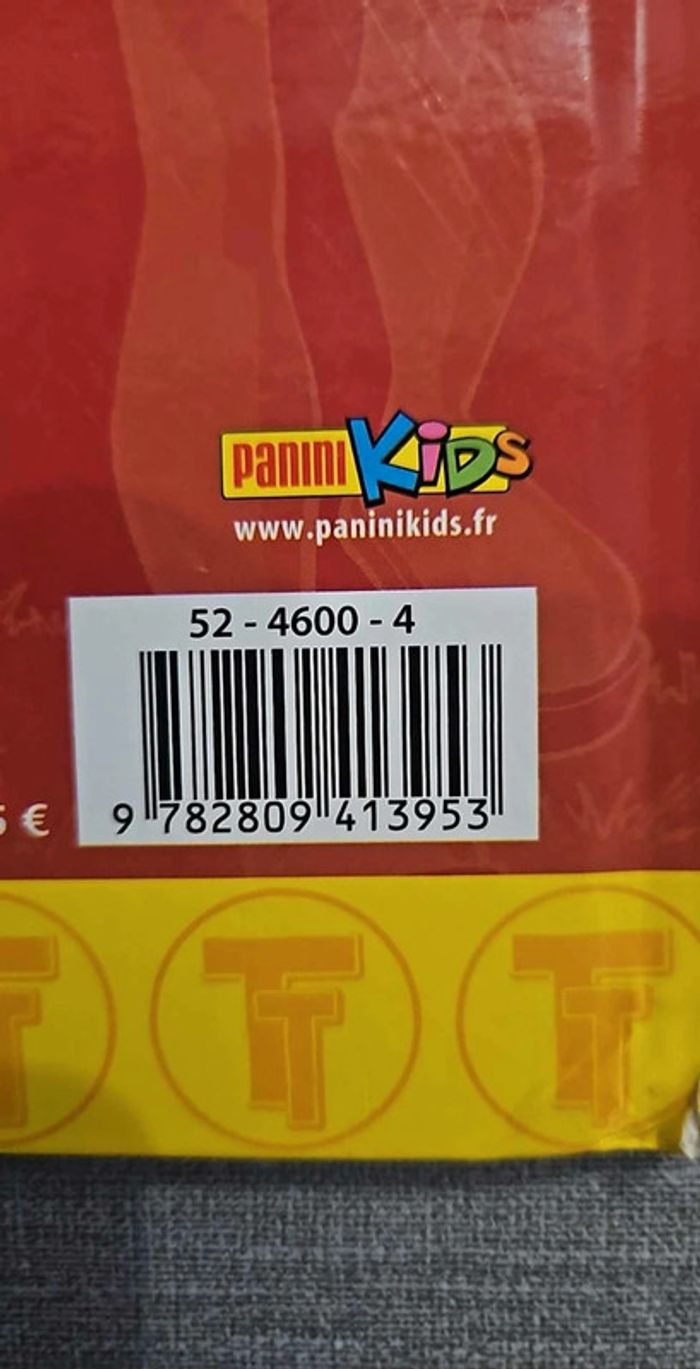 PANINI KiDS
www.paninikids.fr
52 - 4600 - 4
€
9 782809 413953
T T
T T
T T